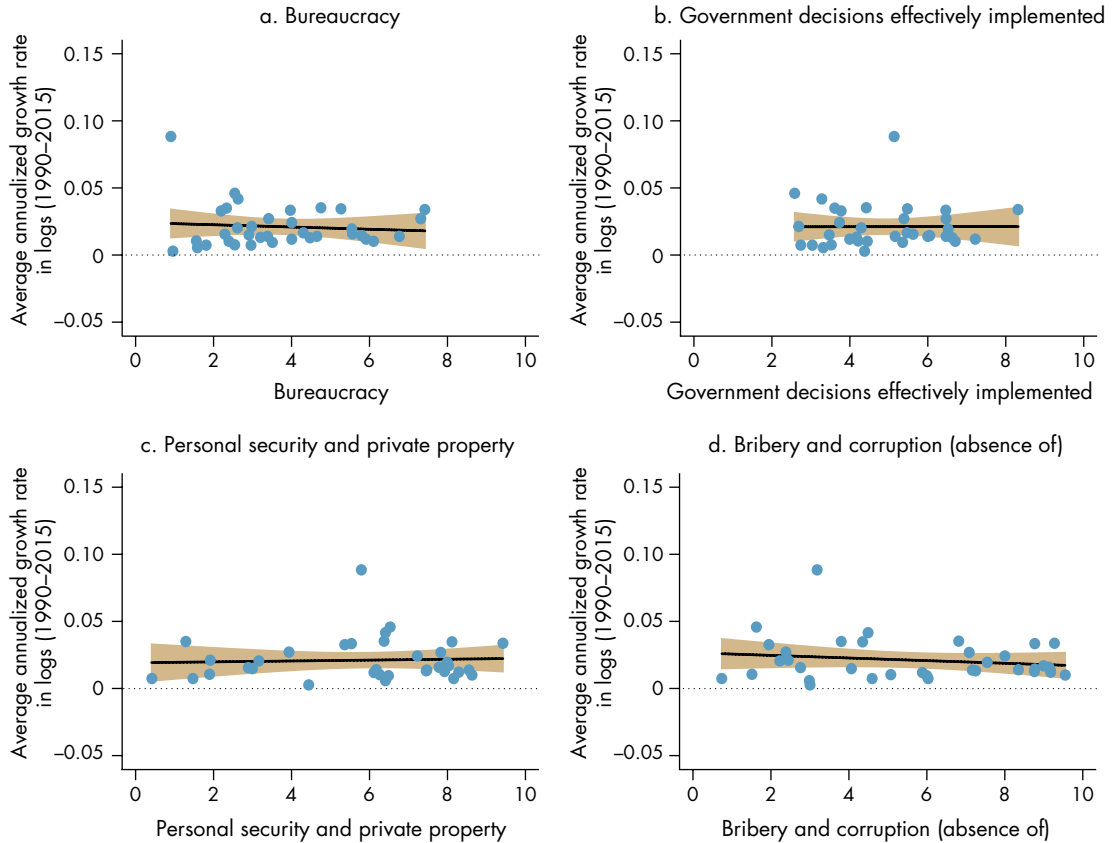 a. Bureaucracy
Average annualized growth rate
in logs (1990–2015)
0.15
0.10
0.05
0
–0.05
0 2 4 6 8 10
Bureaucracy
b. Government decisions effectively implemented
Average annualized growth rate
in logs (1990–2015)
0.15
0.10
0.05
0
–0.05
0 2 4 6 8 10
Government decisions effectively implemented
c. Personal security and private property
Average annualized growth rate
in logs (1990–2015)
0.15
0.10
0.05
0
–0.05
0 2 4 6 8 10
Personal security and private property
d. Bribery and corruption (absence of)
Average annualized growth rate
in logs (1990–2015)
0.15
0.10
0.05
0
–0.05
0 2 4 6 8 10
Bribery and corruption (absence of)